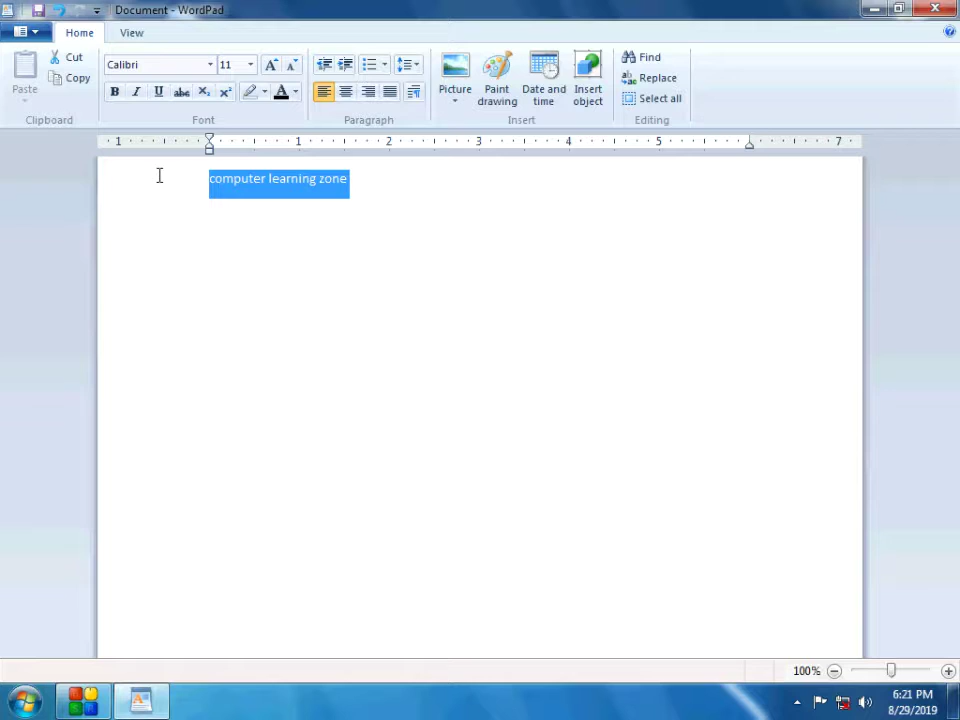 Document - WordPad
Home View
Paste Cut Copy
Calibri 11
Picture
Paint drawing
Date and time
Insert object
Find
Replace
Select all
Clipboard Font Paragraph Insert Editing
1 1 2 3 4 5 7
computer learning zone
100%
6:21 PM
8/29/2019